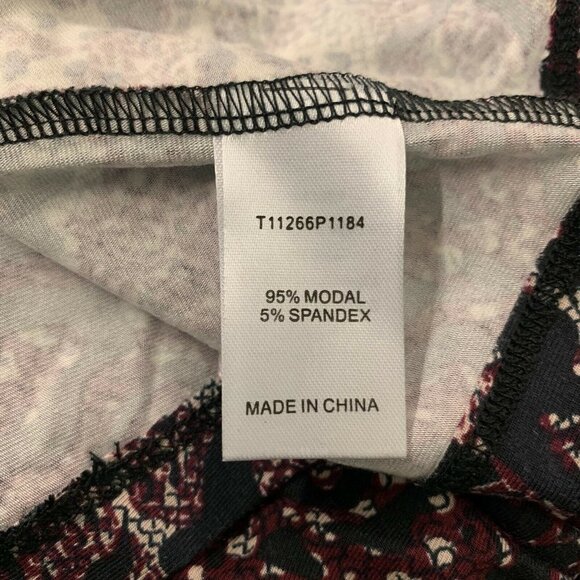 T11266P1184
95% MODAL
5% SPANDEX
MADE IN CHINA